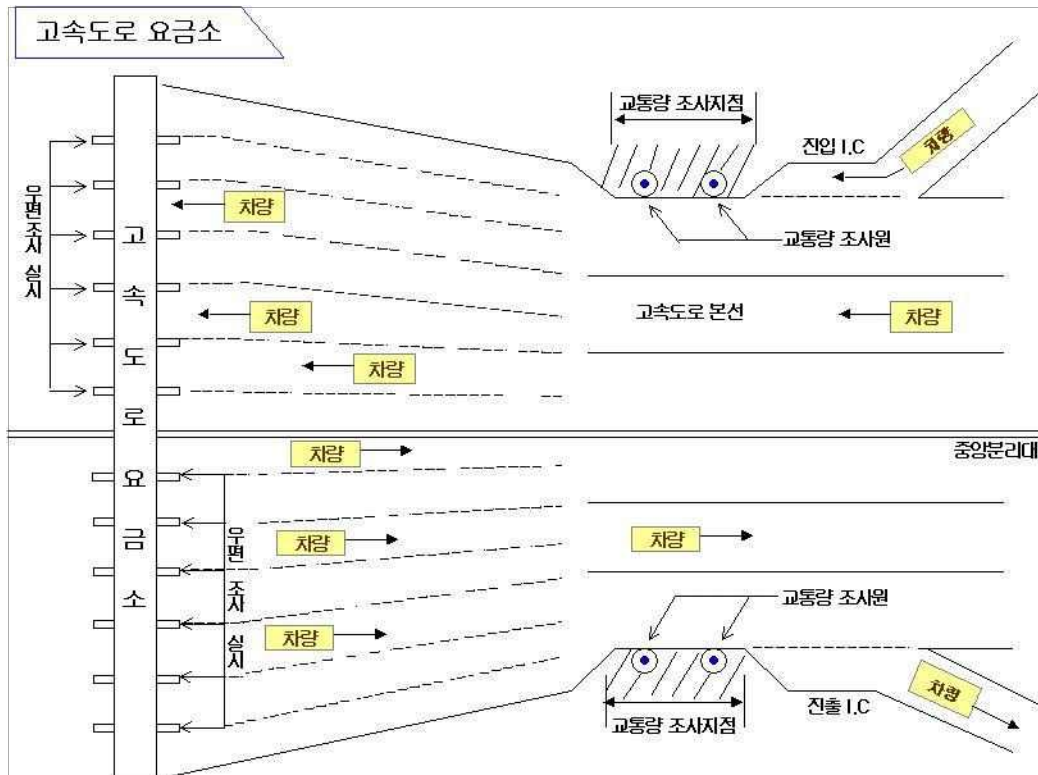 고속도로 요금소
교통량 조사지점
진입 I.C
차량
차량
교통량 조사원
우편조사 실시
고속도로 요금소
차량
고속도로 본선
차량
차량
차량
중앙분리대
차량
차량
우편 조사 실시
교통량 조사원
차량
차량
교통량 조사지점
진출 I.C